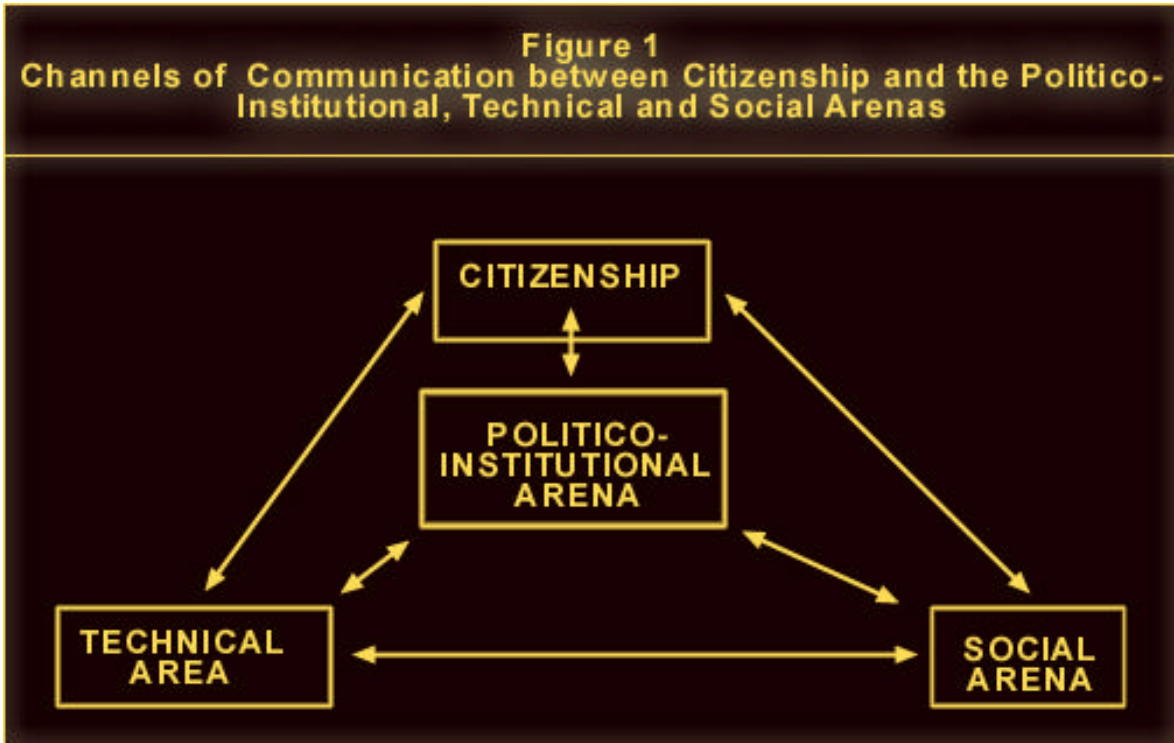 Figure 1
Channels of Communication between Citizenship and the Politico-
Institutional, Technical and Social Arenas
CITIZENSHIP
POLITICO-
INSTITUTIONAL
ARENA
TECHNICAL
AREA
SOCIAL
ARENA